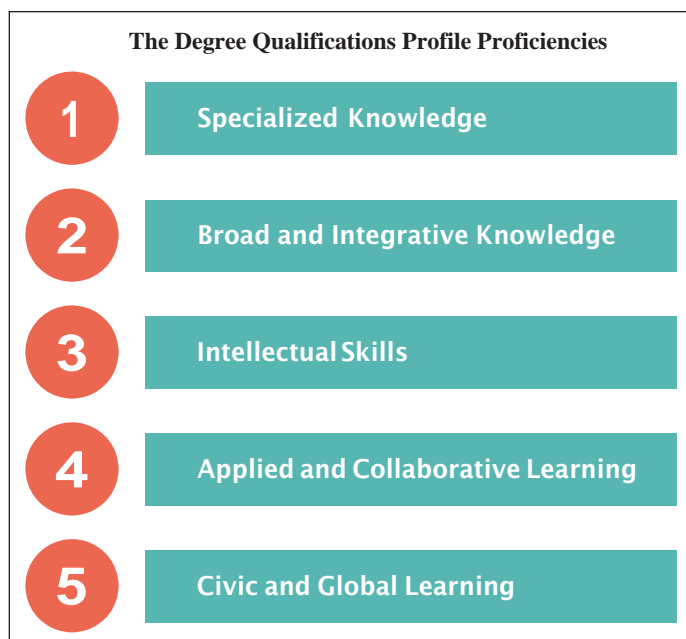 The Degree Qualifications Profile Proficiencies
1 Specialized Knowledge
2 Broad and Integrative Knowledge
3 Intellectual Skills
4 Applied and Collaborative Learning
5 Civic and Global Learning